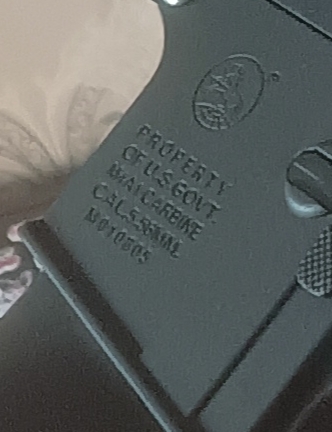 PROPERTY
OF U.S. GOVT.
M4A1 CARBINE
CAL. 5.56MM.